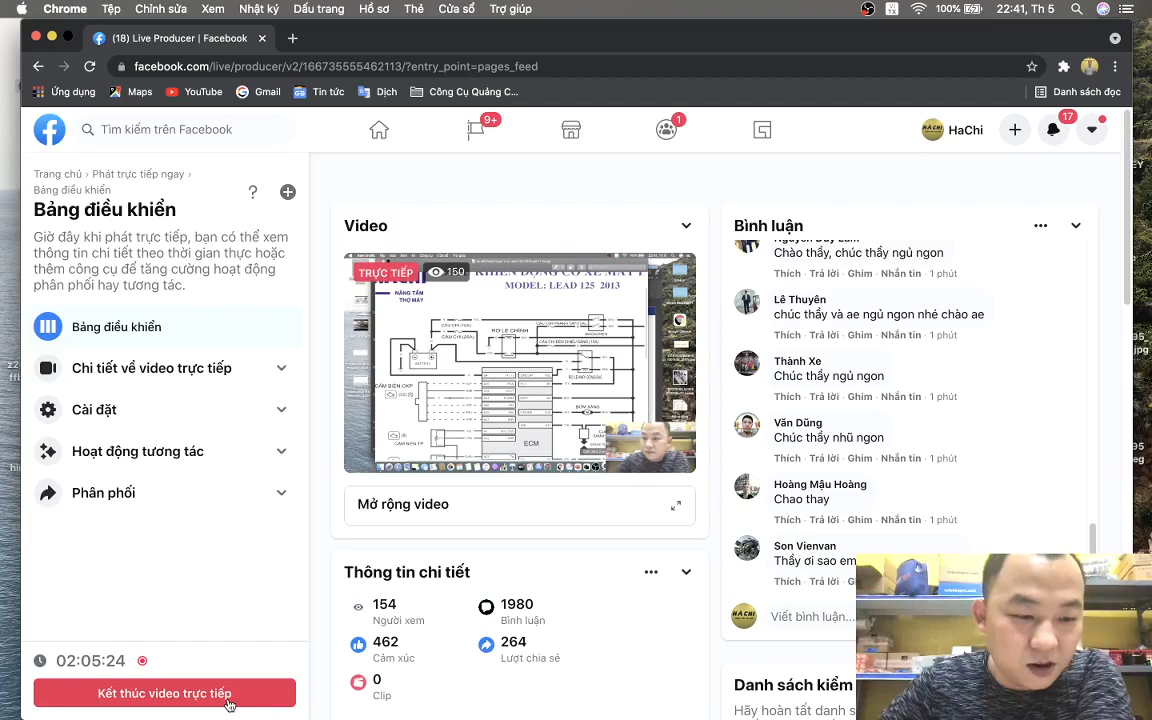 Chrome Tệp Chỉnh sửa Xem Nhật ký Dấu trang Hồ sơ Thẻ Cửa sổ Trợ giúp
100% 22:41, Th 5
(18) Live Producer | Facebook
facebook.com/live/producer/v2/166735555462113/?entry_point=pages_feed
Ứng dụng Maps YouTube Gmail Tin tức Dịch Công Cụ Quảng C... Danh sách đọc
Tìm kiếm trên Facebook
9+
1
HaChi
17
Trang chủ › Phát trực tiếp ngay ›
Bảng điều khiển
Bảng điều khiển
Giờ đây khi phát trực tiếp, bạn có thể xem
thông tin chi tiết theo thời gian thực hoặc
thêm công cụ để tăng cường hoạt động
phân phối hay tương tác.
Bảng điều khiển
Chi tiết về video trực tiếp
Cài đặt
Hoạt động tương tác
Phân phối
02:05:24
Kết thúc video trực tiếp
Video
TRỰC TIẾP 150
MODEL: LEAD 125 2013
NÂNG TẦM
THỢ MÁY
RƠ LE CHÍNH
BATTERY
CẢM BIẾN CKP
ECM
Mở rộng video
Thông tin chi tiết
154
Người xem
1980
Bình luận
462
Cảm xúc
264
Lượt chia sẻ
0
Clip
Bình luận
Chào thầy, chúc thầy ngủ ngon
Thích · Trả lời · Ghim · Nhắn tin · 1 phút
Lê Thuyên
chúc thầy và ae ngủ ngon nhé chào ae
Thích · Trả lời · Ghim · Nhắn tin · 1 phút
Thành Xe
Chúc thầy ngủ ngon
Thích · Trả lời · Ghim · Nhắn tin · 1 phút
Văn Dũng
Chúc thầy nhũ ngon
Thích · Trả lời · Ghim · Nhắn tin · 1 phút
Hoàng Mậu Hoàng
Chao thay
Thích · Trả lời · Ghim · Nhắn tin · 1 phút
Son Vienvan
Thầy ơi sao em
Thích
Viết bình luận...
Danh sách kiểm
Hãy hoàn tất danh s